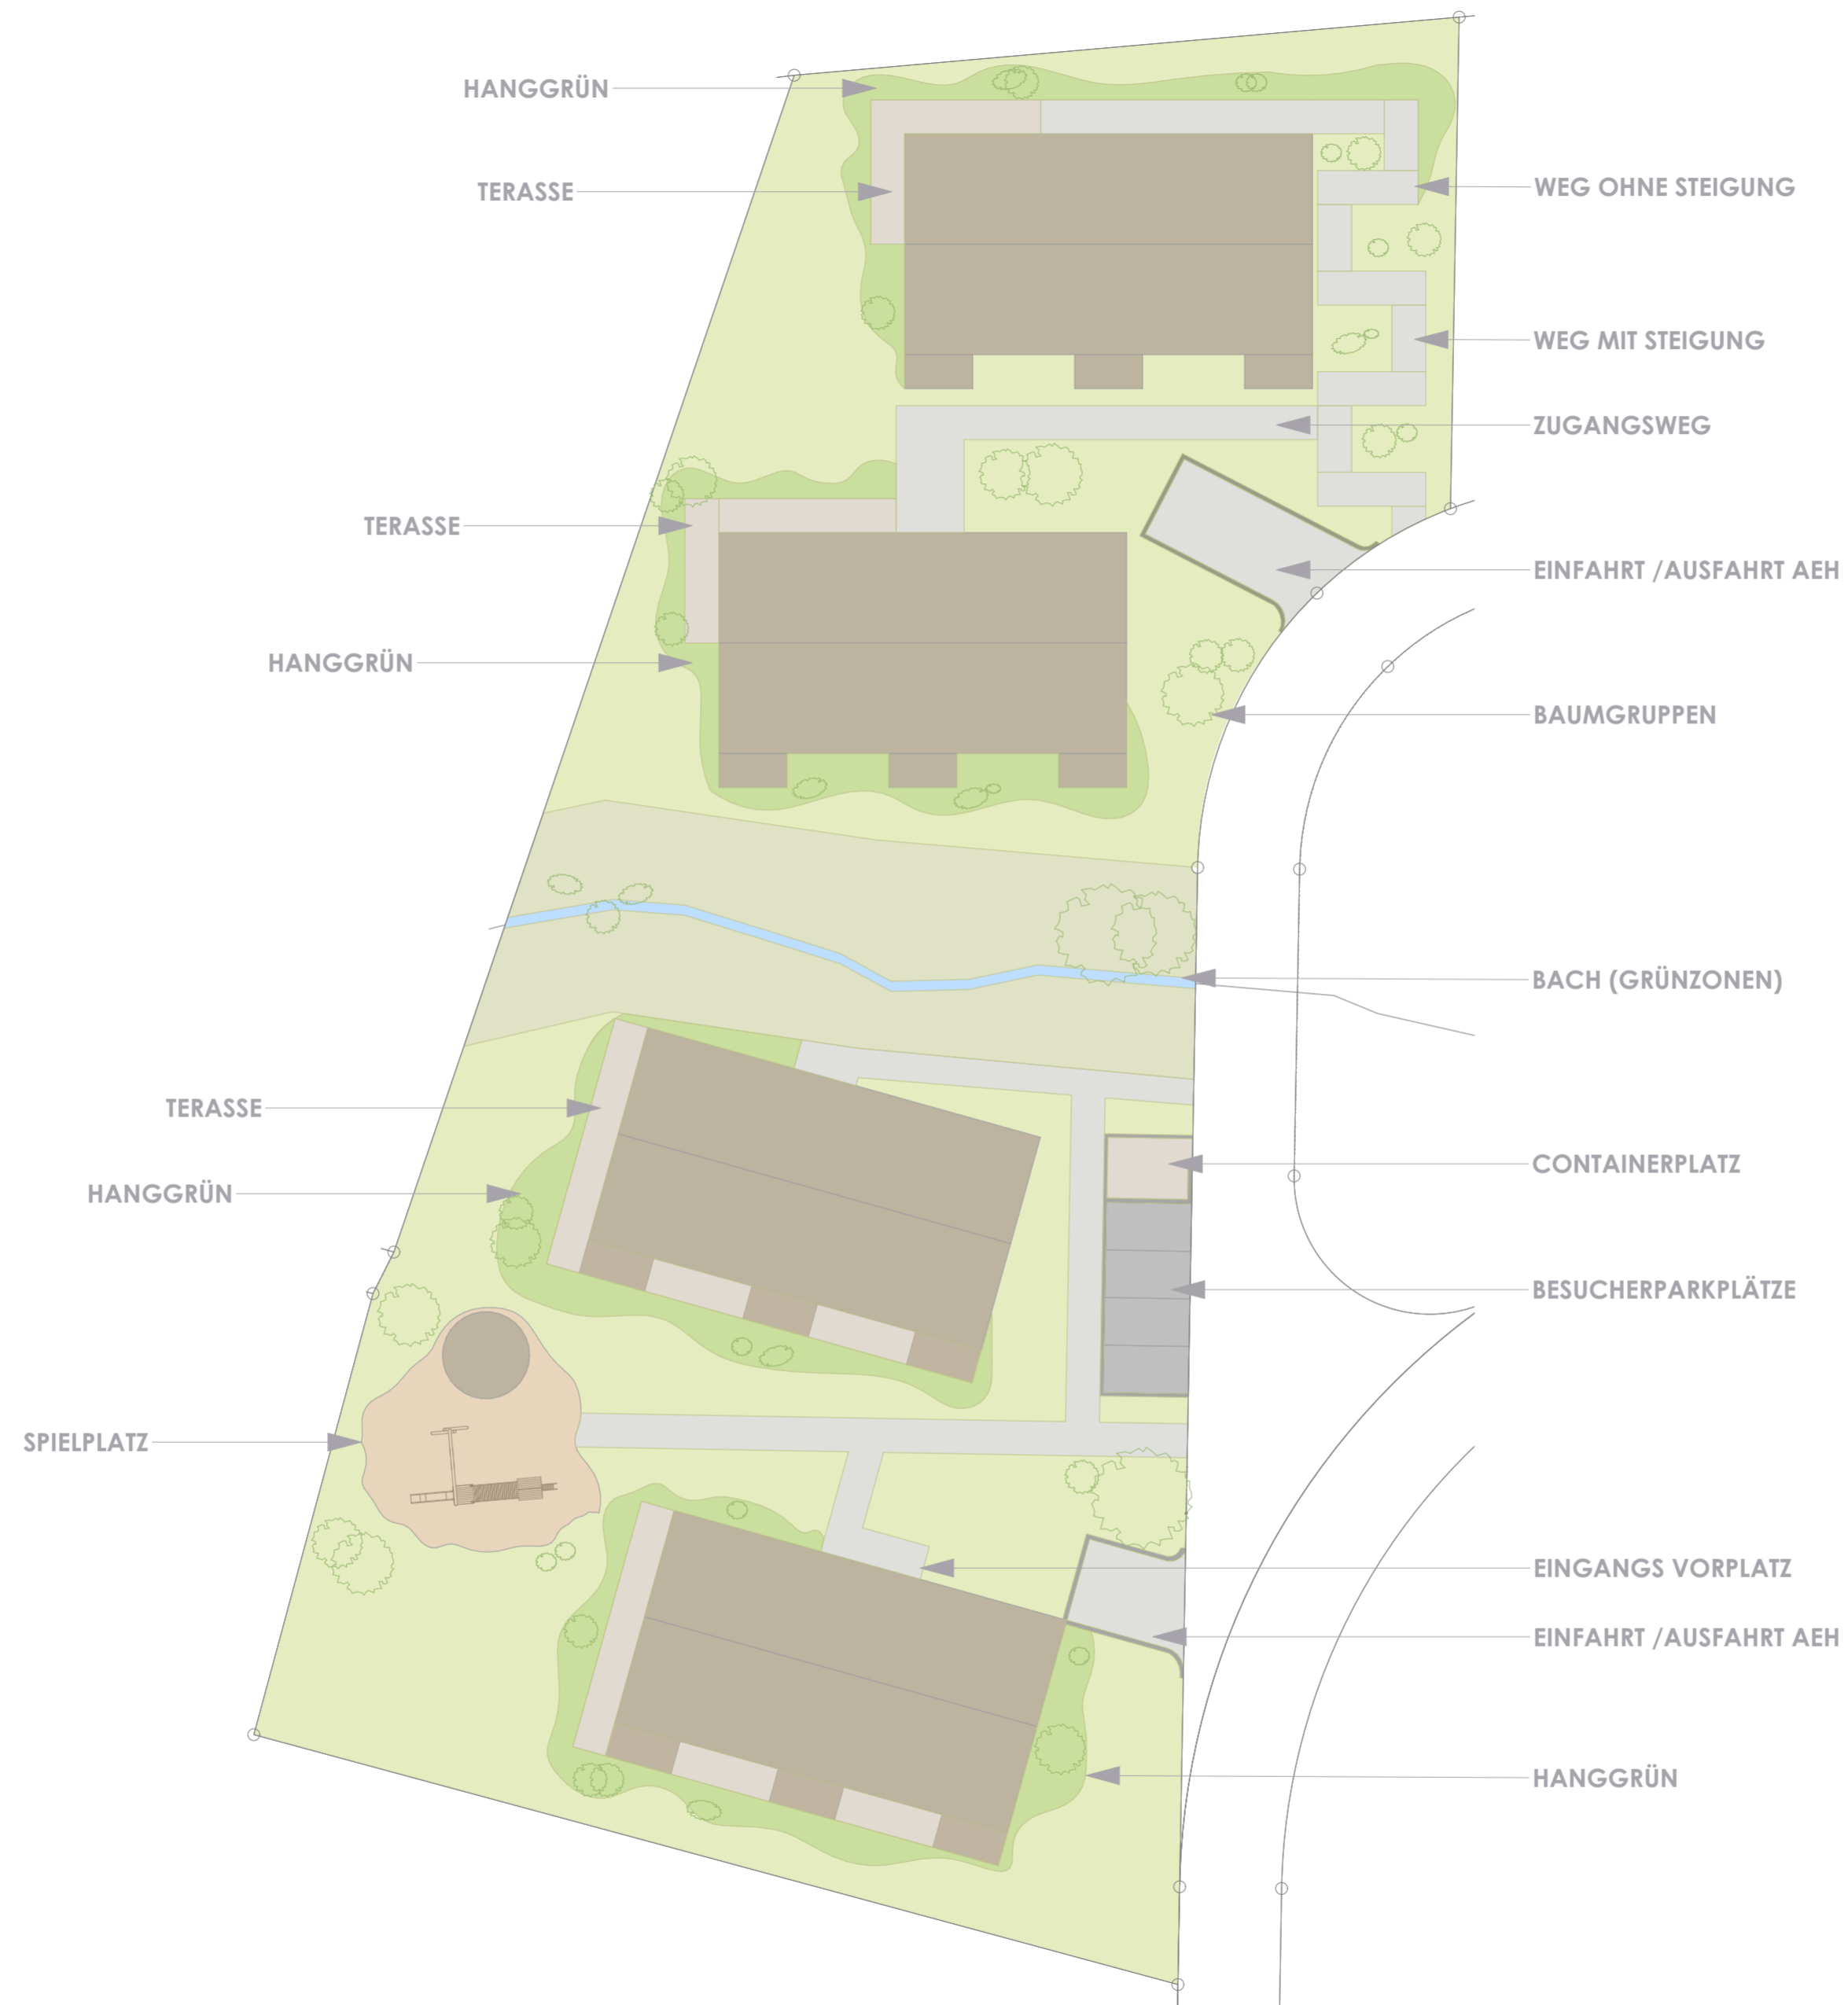 HANGGRÜN
TERASSE
WEG OHNE STEIGUNG
WEG MIT STEIGUNG
ZUGANGSWEG
TERASSE
EINFAHRT /AUSFAHRT AEH
HANGGRÜN
BAUMGRUPPEN
BACH (GRÜNZONEN)
TERASSE
CONTAINERPLATZ
HANGGRÜN
BESUCHERPARKPLÄTZE
SPIELPLATZ
EINGANGS VORPLATZ
EINFAHRT /AUSFAHRT AEH
HANGGRÜN